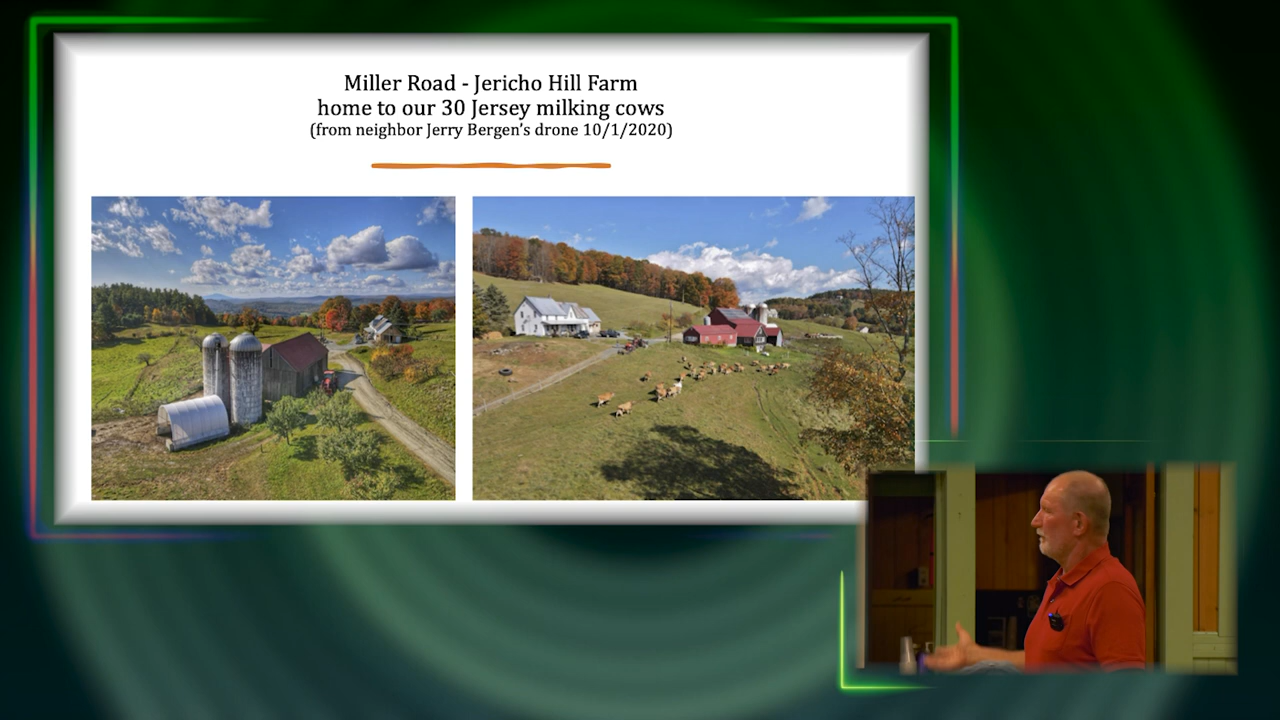 Miller Road - Jericho Hill Farm
home to our 30 Jersey milking cows
(from neighbor Jerry Bergen’s drone 10/1/2020)